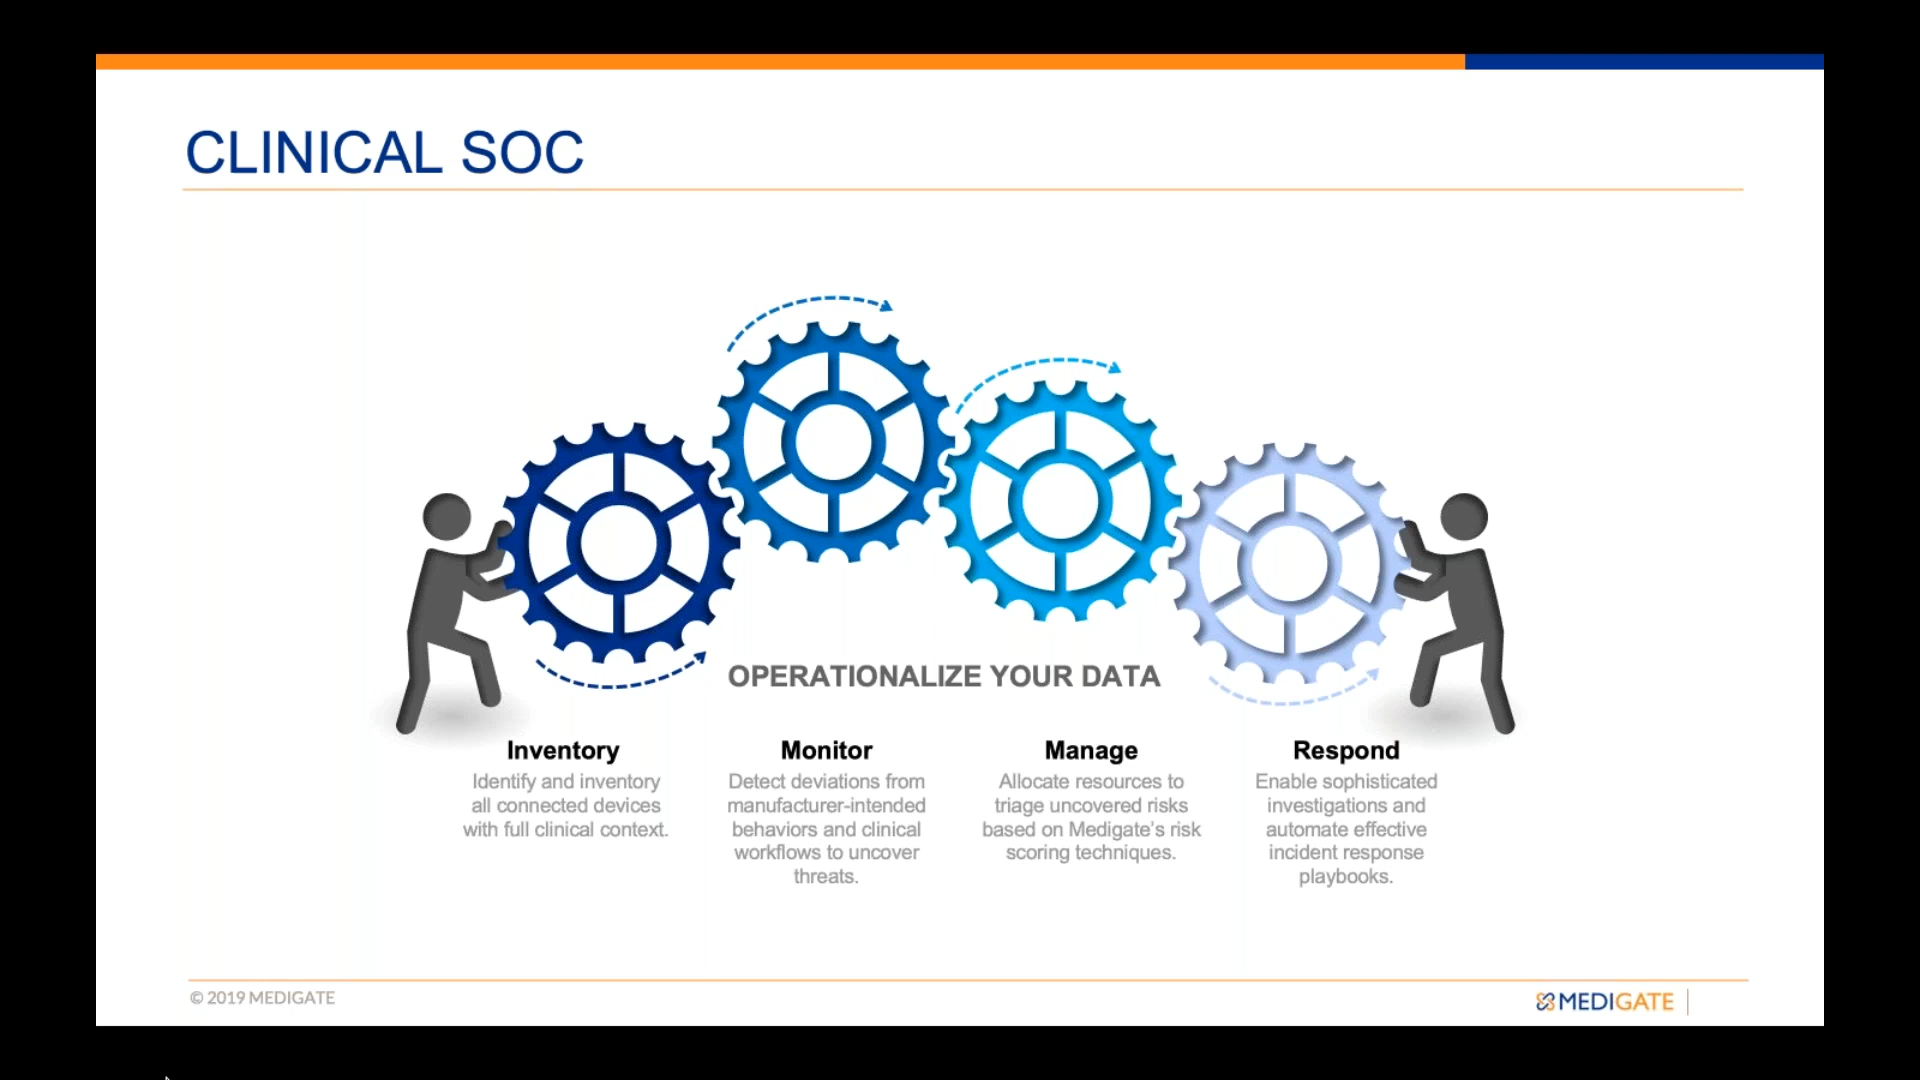 CLINICAL SOC
OPERATIONALIZE YOUR DATA
Inventory
Identify and inventory
all connected devices
with full clinical context.
Monitor
Detect deviations from
manufacturer-intended
behaviors and clinical
workflows to uncover
threats.
Manage
Allocate resources to
triage uncovered risks
based on Medigate's risk
scoring techniques.
Respond
Enable sophisticated
investigations and
automate effective
incident response
playbooks.
© 2019 MEDIGATE
MEDIGATE